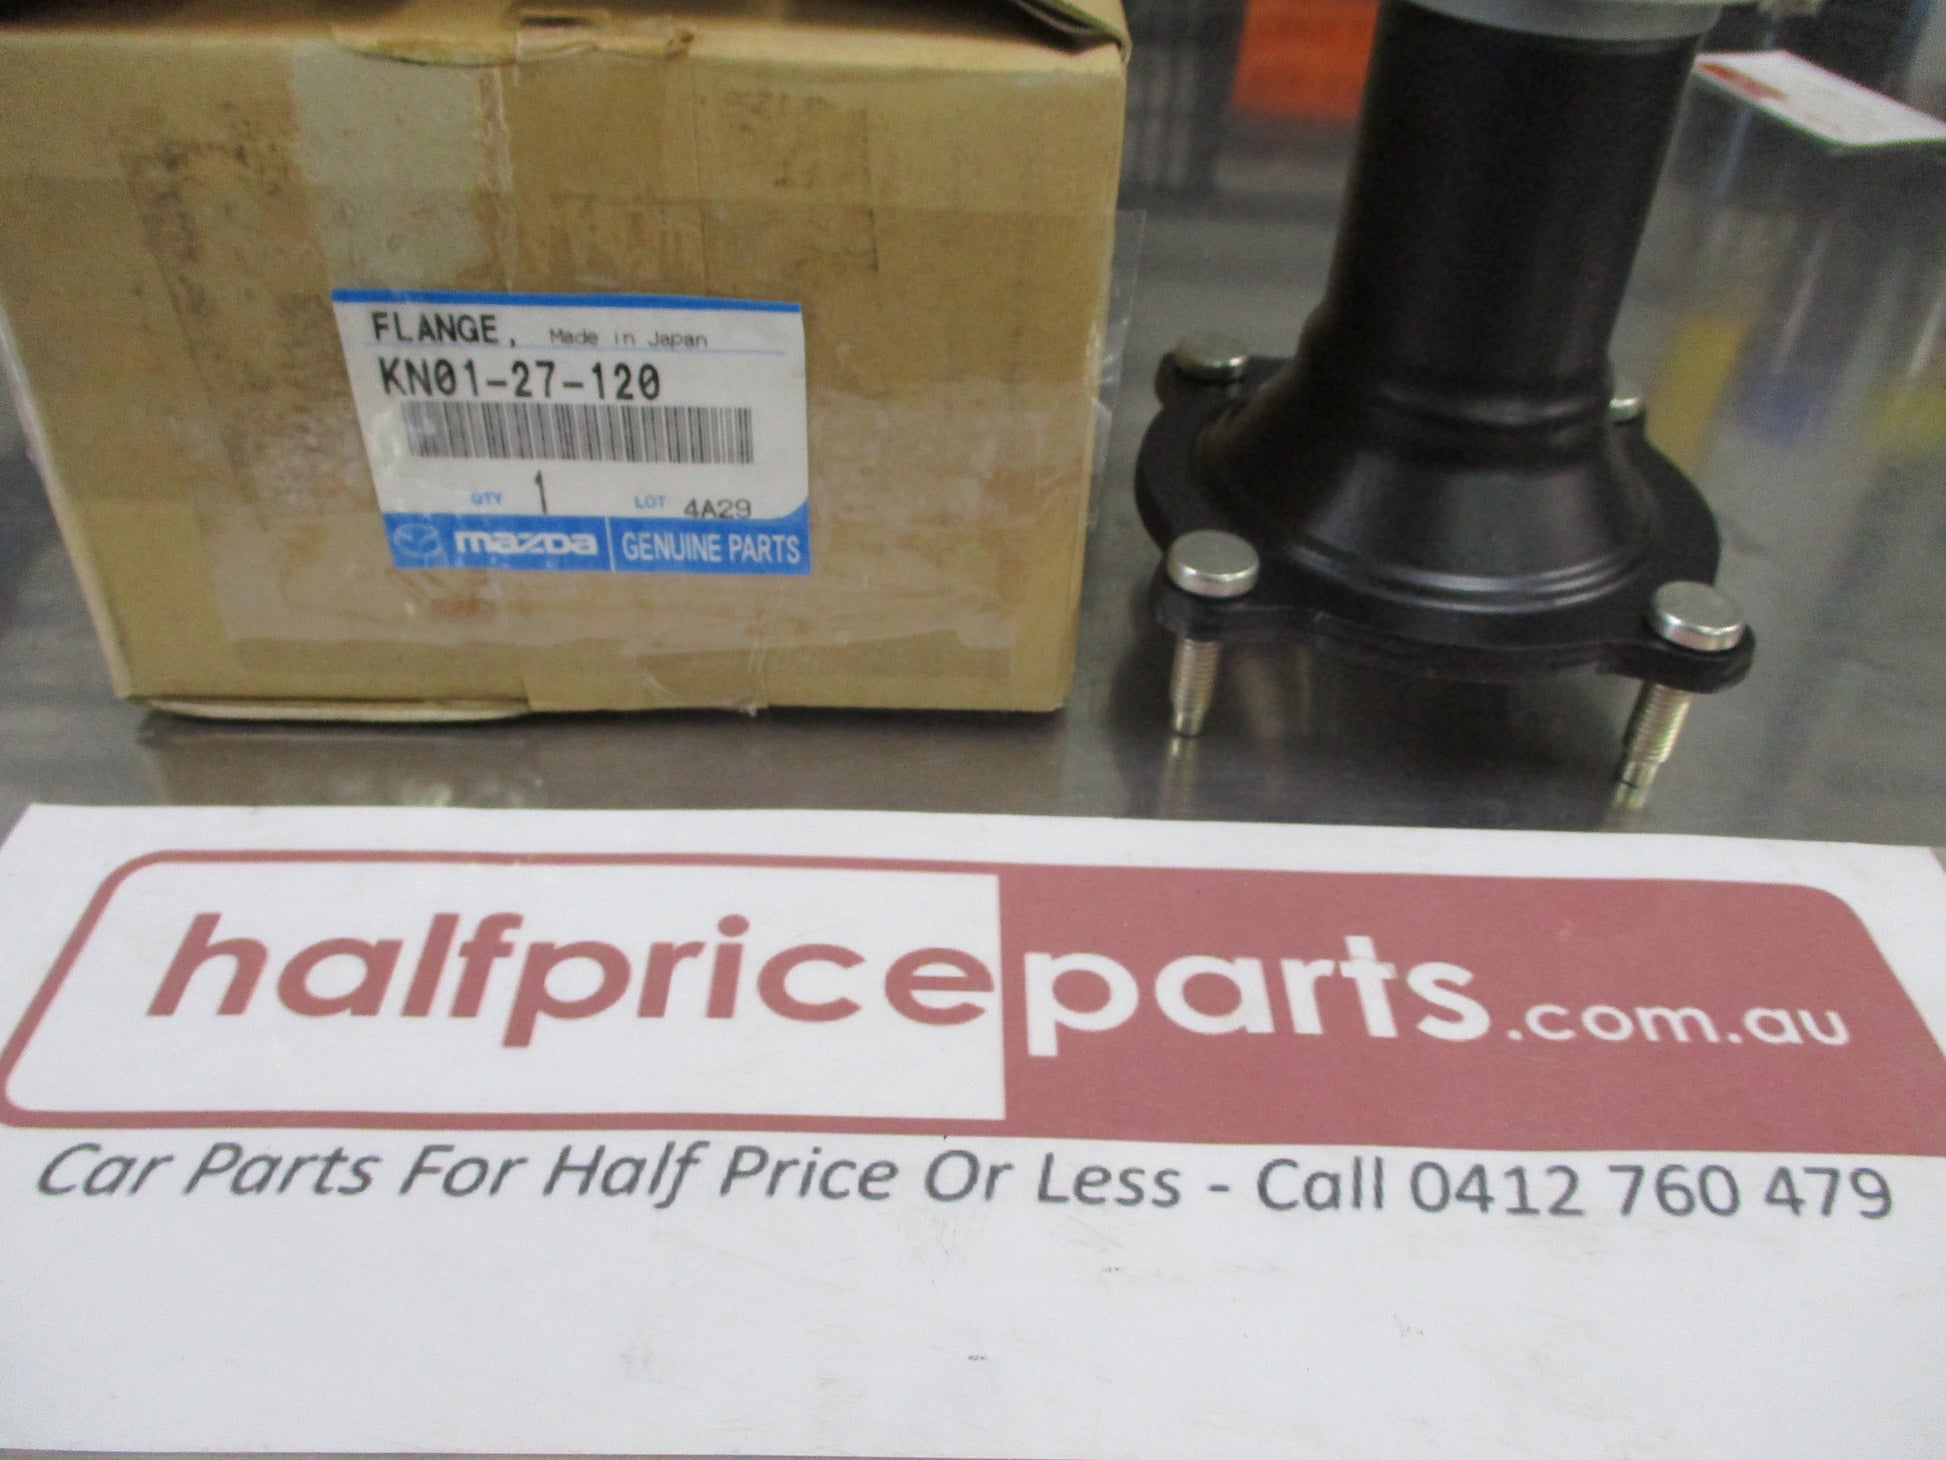 FLANGE, Made in Japan
KN01-27-120
QTY 1 LOT 4A29
mazda GENUINE PARTS
halfpriceparts.com.au
Car Parts For Half Price Or Less - Call 0412 760 479